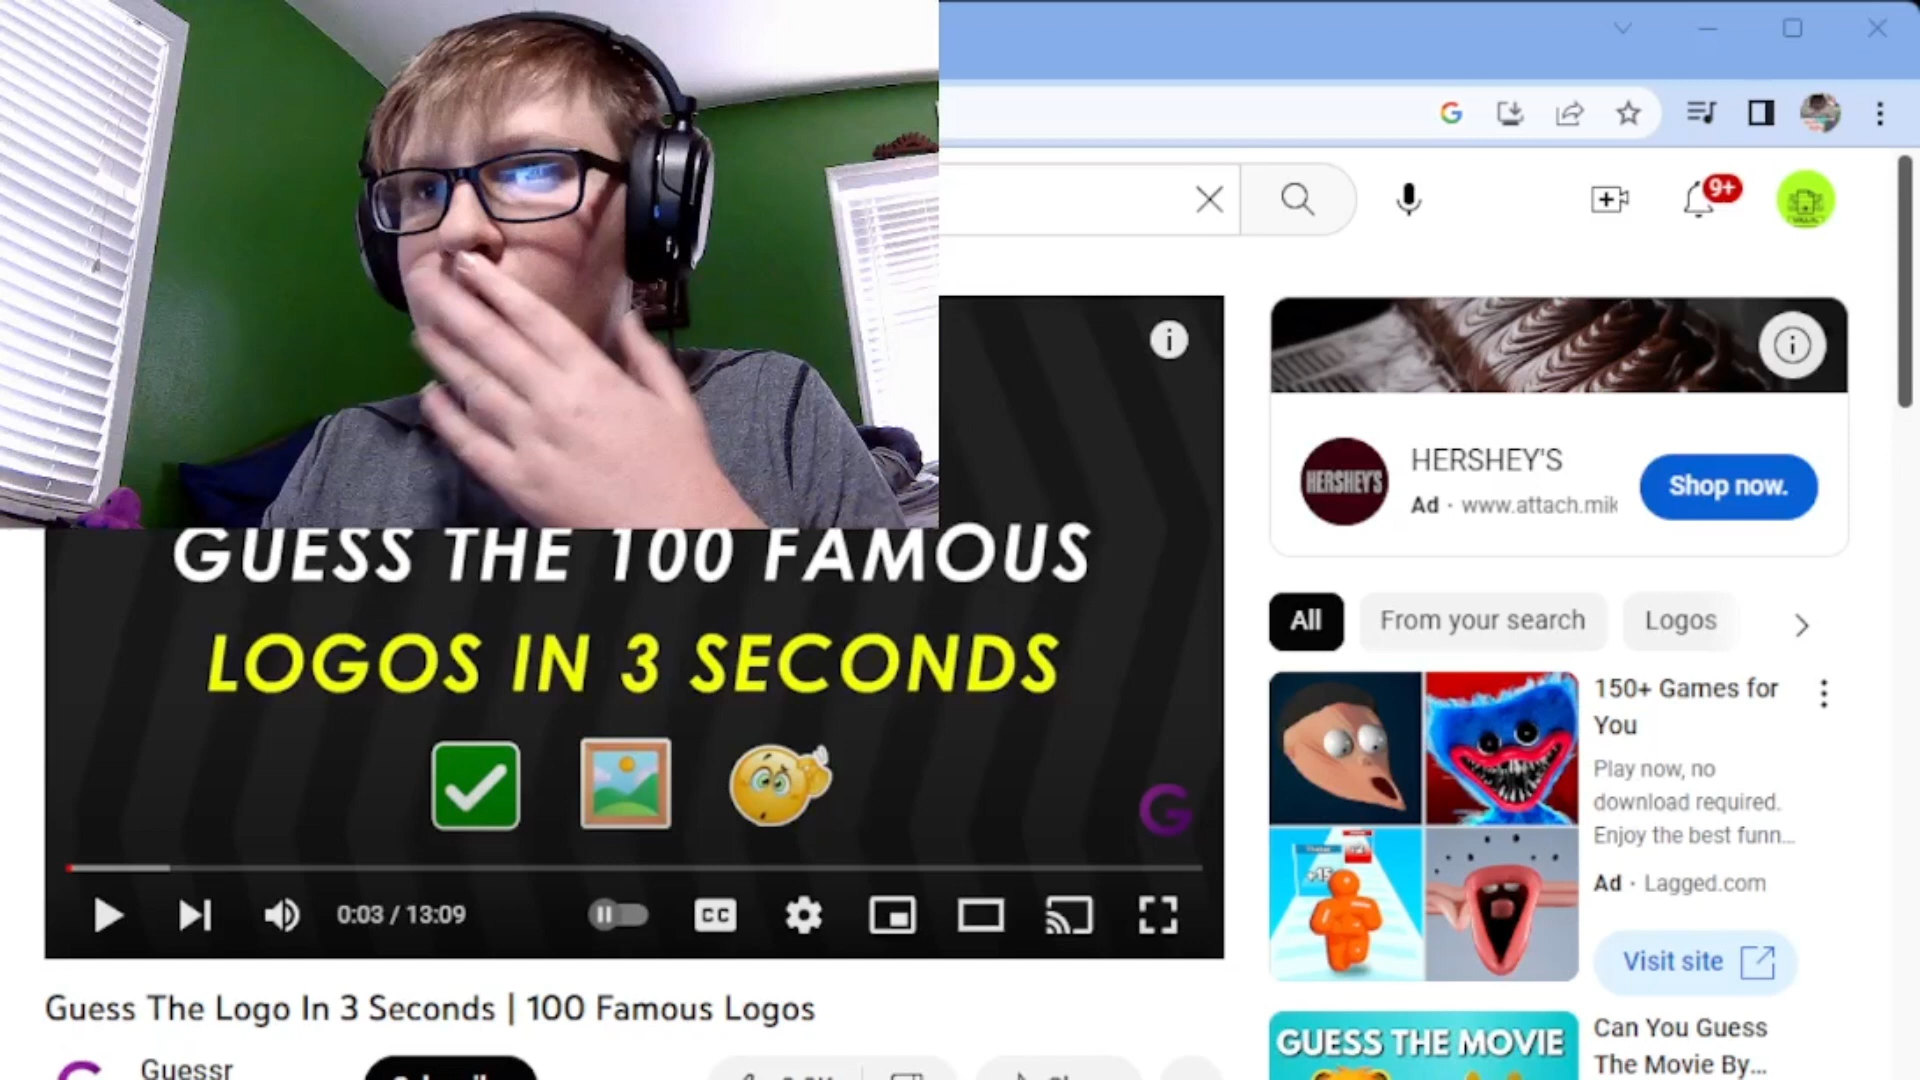 9+
GUESS THE 100 FAMOUS
LOGOS IN 3 SECONDS
G
0:03 / 13:09
CC
Guess The Logo In 3 Seconds | 100 Famous Logos
Guessr
HERSHEY'S
HERSHEY'S
Ad · www.attach.mik
Shop now.
All
From your search
Logos
+15
150+ Games for
You
Play now, no
download required.
Enjoy the best funn...
Ad · Lagged.com
Visit site
GUESS THE MOVIE
Can You Guess
The Movie By...